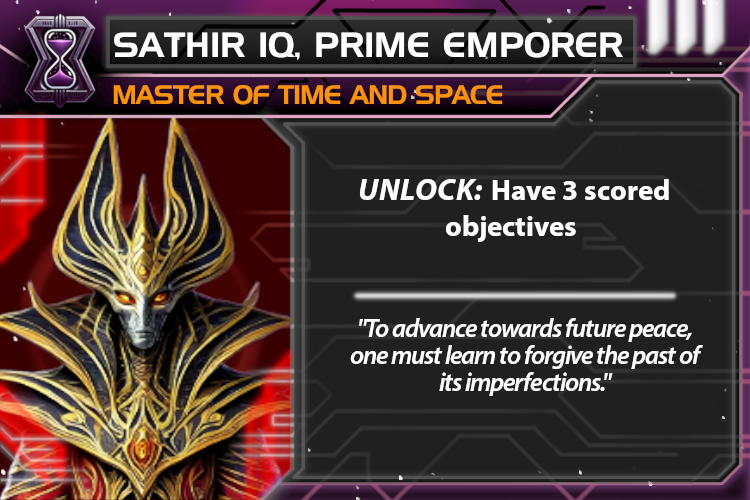 SATHIR IQ, PRIME EMPORER
MASTER OF TIME AND SPACE
UNLOCK: Have 3 scored
objectives
"To advance towards future peace,
one must learn to forgive the past of
its imperfections."